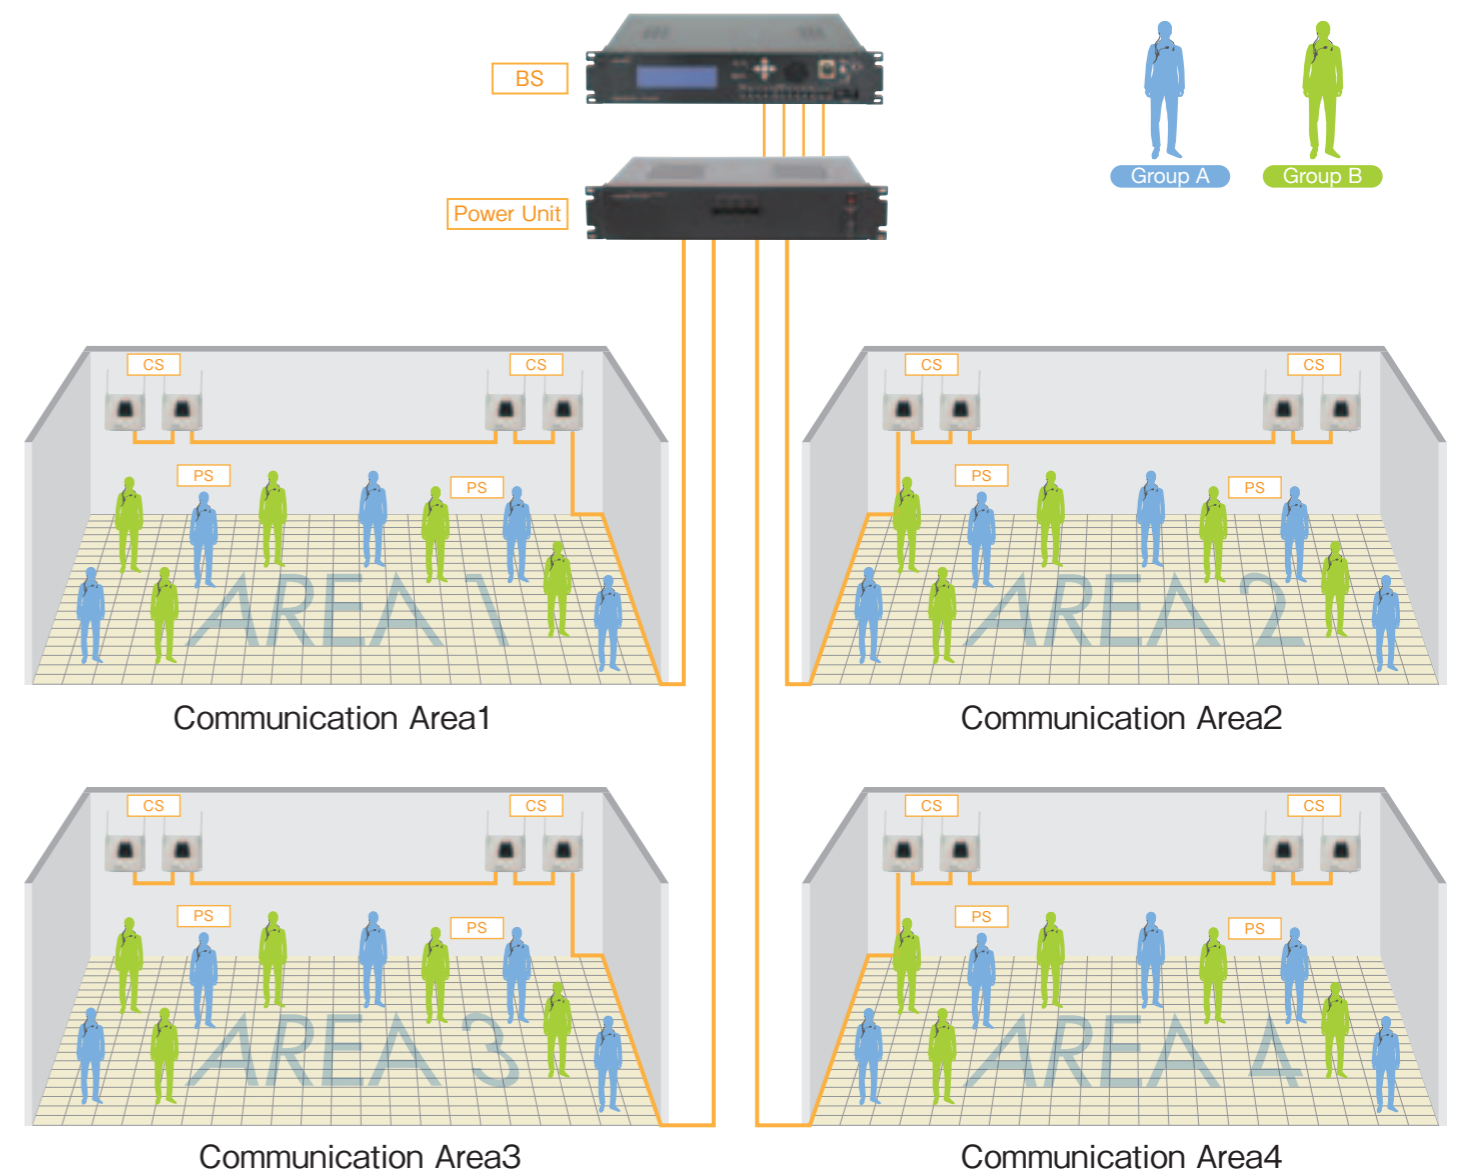 BS
Group A
Group B
Power Unit
CS
CS
PS
PS
AREA 1
Communication Area1
CS
CS
PS
PS
AREA 2
Communication Area2
CS
CS
PS
PS
AREA 3
Communication Area3
CS
CS
PS
PS
AREA 4
Communication Area4